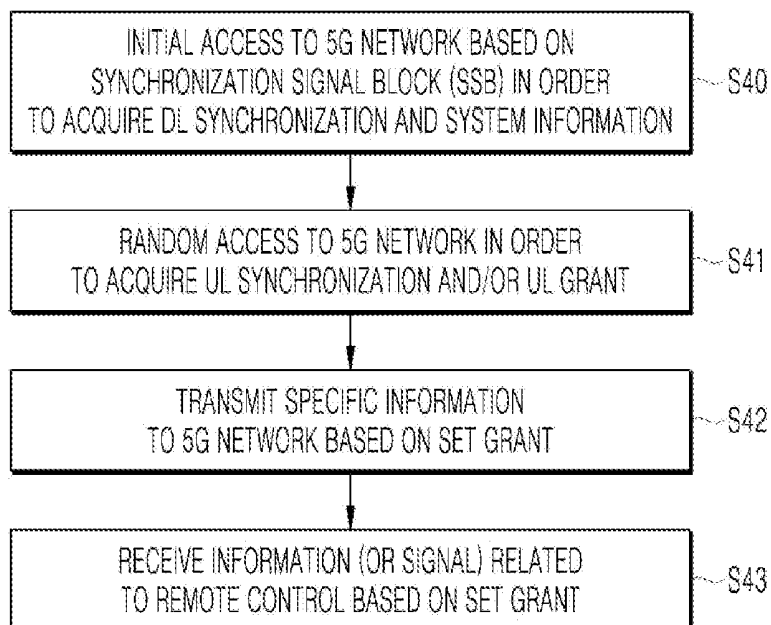 INITIAL ACCESS TO 5G NETWORK BASED ON
SYNCHRONIZATION SIGNAL BLOCK (SSB) IN ORDER
TO ACQUIRE DL SYNCHRONIZATION AND SYSTEM INFORMATION
S40
RANDOM ACCESS TO 5G NETWORK IN ORDER
TO ACQUIRE UL SYNCHRONIZATION AND/OR UL GRANT
S41
TRANSMIT SPECIFIC INFORMATION
TO 5G NETWORK BASED ON SET GRANT
S42
RECEIVE INFORMATION (OR SIGNAL) RELATED
TO REMOTE CONTROL BASED ON SET GRANT
S43